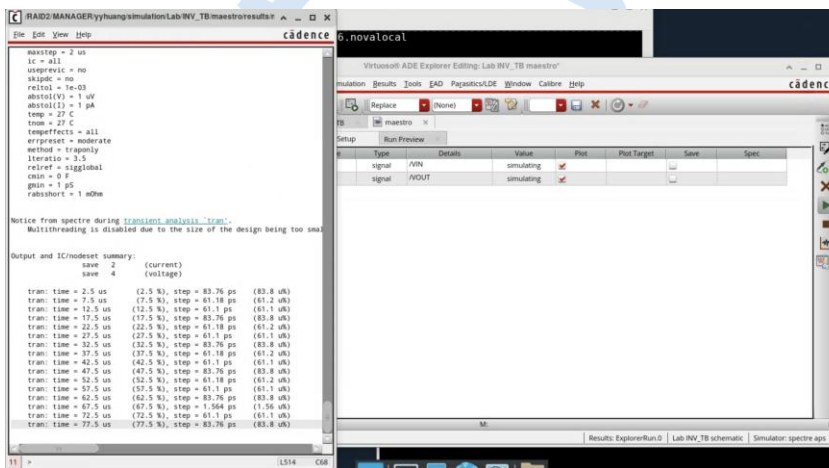 /RAID2/MANAGER/yyhuang/simulation/Lab/INV_TB/maestro/results/r
File Edit View Help
cādence
maxstep = 2 us
ic = all
useprevic = no
skipdc = no
reltol = 1e-03
abstol(V) = 1 uV
abstol(I) = 1 pA
temp = 27 C
tnom = 27 C
tempeffects = all
errpreset = moderate
method = traponly
lteratio = 3.5
relref = sigglobal
cmin = 0 F
gmin = 1 pS
rabsshort = 1 mOhm
Notice from spectre during transient analysis `tran'.
Multithreading is disabled due to the size of the design being too smal
Output and IC/nodeset summary:
save 2 (current)
save 4 (voltage)
tran: time = 2.5 us (2.5 %), step = 83.76 ps (83.8 u%)
tran: time = 7.5 us (7.5 %), step = 61.18 ps (61.2 u%)
tran: time = 12.5 us (12.5 %), step = 61.1 ps (61.1 u%)
tran: time = 17.5 us (17.5 %), step = 83.76 ps (83.8 u%)
tran: time = 22.5 us (22.5 %), step = 61.18 ps (61.2 u%)
tran: time = 27.5 us (27.5 %), step = 61.1 ps (61.1 u%)
tran: time = 32.5 us (32.5 %), step = 83.76 ps (83.8 u%)
tran: time = 37.5 us (37.5 %), step = 61.18 ps (61.2 u%)
tran: time = 42.5 us (42.5 %), step = 61.1 ps (61.1 u%)
tran: time = 47.5 us (47.5 %), step = 83.76 ps (83.8 u%)
tran: time = 52.5 us (52.5 %), step = 61.18 ps (61.2 u%)
tran: time = 57.5 us (57.5 %), step = 61.1 ps (61.1 u%)
tran: time = 62.5 us (62.5 %), step = 83.76 ps (83.8 u%)
tran: time = 67.5 us (67.5 %), step = 1.564 ps (1.56 u%)
tran: time = 72.5 us (72.5 %), step = 61.1 ps (61.1 u%)
tran: time = 77.5 us (77.5 %), step = 83.76 ps (83.8 u%)
11 > L514 C68
6.novalocal
Virtuoso® ADE Explorer Editing: Lab INV_TB maestro*
mulation Results Tools EAD Parasitics/LDE Window Calibre Help
cādenc
Replace (None)
TB maestro
Setup Run Preview
e Type Details Value Plot Plot Target Save Spec
signal /VIN simulating
signal /VOUT simulating
M:
Results: ExplorerRun.0 Lab INV_TB schematic Simulator: spectre aps